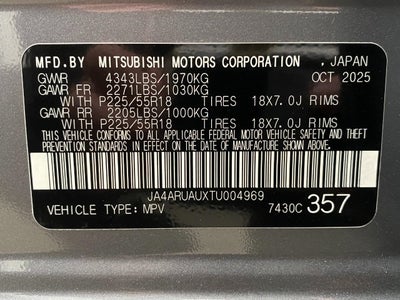 MFD.BY MITSUBISHI MOTORS CORPORATION . JAPAN
GVWR 4343LBS/1970KG OCT 2025
GAWR FR 2271LBS/1030KG
WITH P225/55R18 TIRES 18X7.0J RIMS
GAWR RR 2205LBS/1000KG
WITH P225/55R18 TIRES 18X7.0J RIMS
THIS VEHICLE CONFORMS TO ALL APPLICABLE FEDERAL MOTOR VEHICLE SAFETY AND THEFT
PREVENTION STANDARDS IN EFFECT ON THE DATE OF MANUFACTURE SHOWN ABOVE.
JA4ARUAUXTU004969
VEHICLE TYPE: MPV 7430C 357